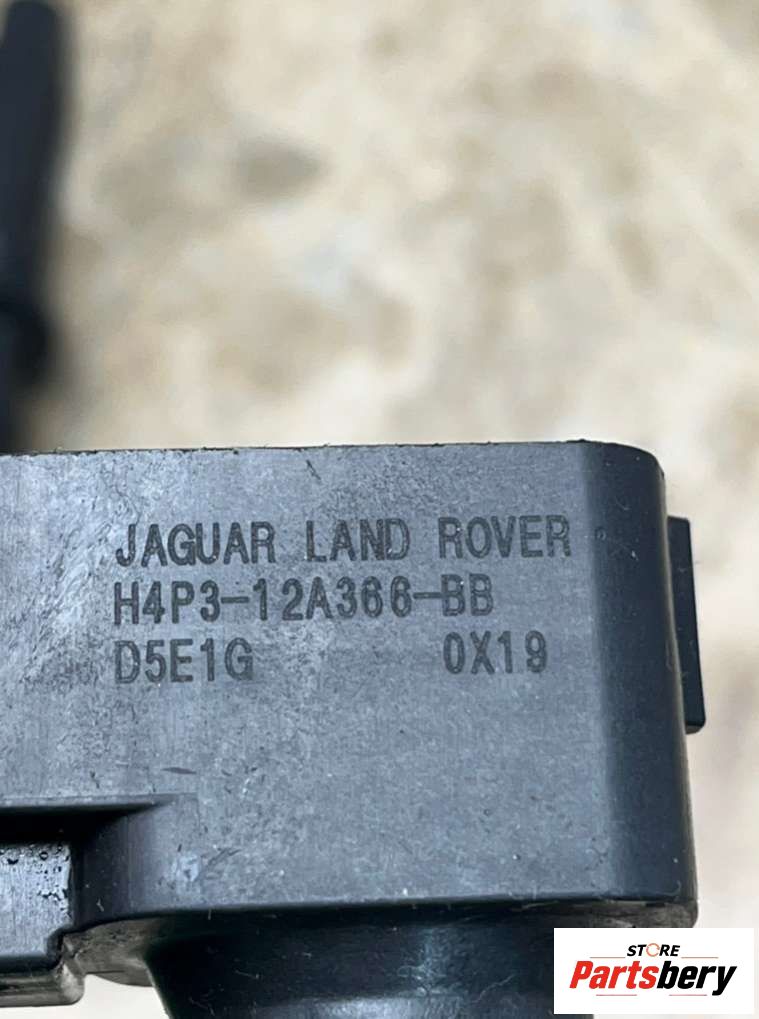 JAGUAR LAND ROVER
H4P3-12A366-BB
D5E1G 0X19
STORE
Partsbery